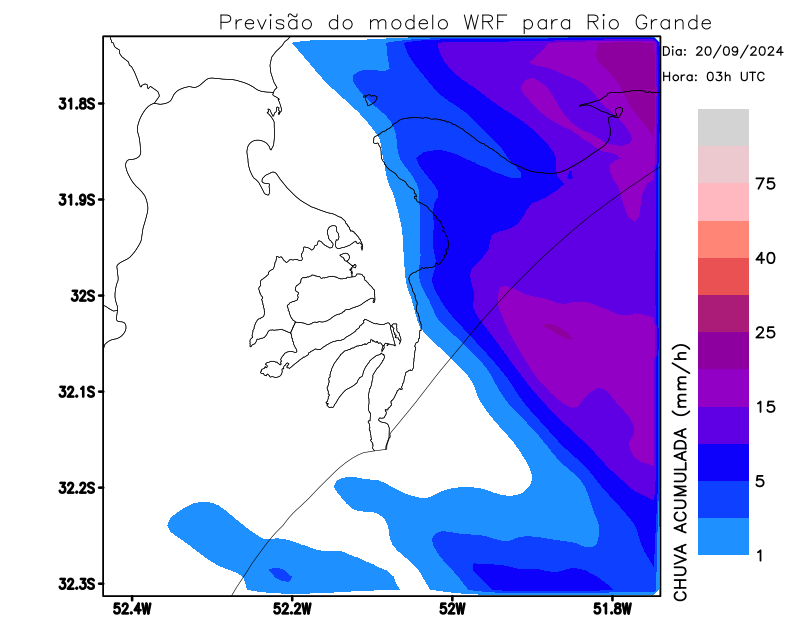 Previsão do modelo WRF para Rio Grande
Dia: 20/09/2024
Hora: 03h UTC
31.8S
31.9S
32S
32.1S
32.2S
32.3S
52.4W
52.2W
52W
51.8W
75
40
25
15
5
1
CHUVA ACUMULADA (mm/h)